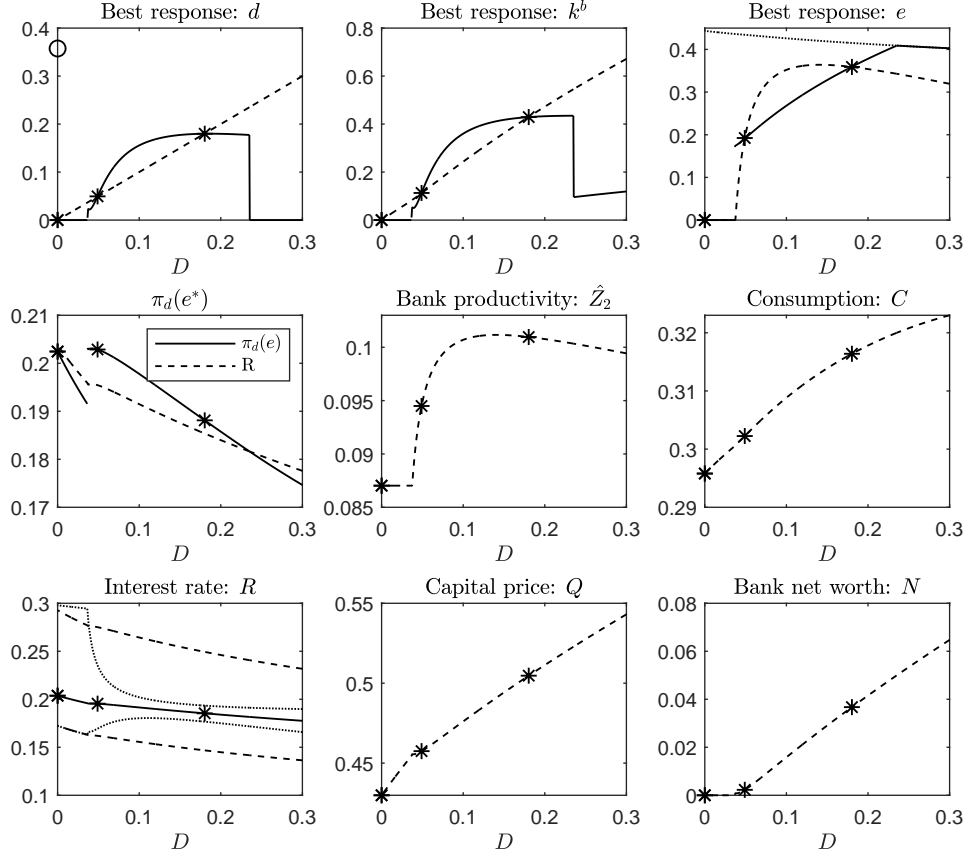 Best response: d
0.4
0.3
0.2
0.1
0
0 0.1 0.2 0.3
D
Best response: k^b
0.8
0.6
0.4
0.2
0
0 0.1 0.2 0.3
D
Best response: e
0.4
0.3
0.2
0.1
0
0 0.1 0.2 0.3
D
π_d(e*)
0.21
0.2
0.19
0.18
0.17
π_d(e)
R
0 0.1 0.2 0.3
D
Bank productivity: Ẑ_2
0.1
0.095
0.09
0.085
0 0.1 0.2 0.3
D
Consumption: C
0.32
0.31
0.3
0.29
0 0.1 0.2 0.3
D
Interest rate: R
0.3
0.25
0.2
0.15
0.1
0 0.1 0.2 0.3
D
Capital price: Q
0.55
0.5
0.45
0 0.1 0.2 0.3
D
Bank net worth: N
0.08
0.06
0.04
0.02
0
0 0.1 0.2 0.3
D